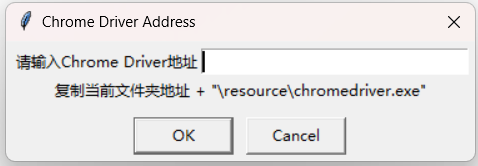 Chrome Driver Address
请输入Chrome Driver地址
复制当前文件夹地址 + "\resource\chromedriver.exe"
OK Cancel